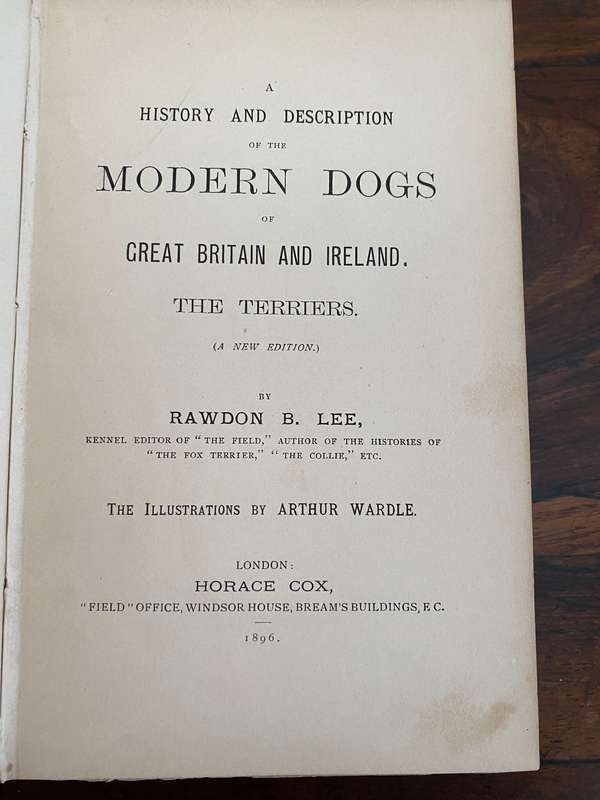 A
HISTORY AND DESCRIPTION
OF THE
MODERN DOGS
OF
GREAT BRITAIN AND IRELAND.
THE TERRIERS.
(A NEW EDITION.)
BY
RAWDON B. LEE,
KENNEL EDITOR OF "THE FIELD," AUTHOR OF THE HISTORIES OF
"THE FOX TERRIER," "THE COLLIE," ETC.
THE ILLUSTRATIONS BY ARTHUR WARDLE.
LONDON:
HORACE COX,
"FIELD" OFFICE, WINDSOR HOUSE, BREAM'S BUILDINGS, E C.
1896.